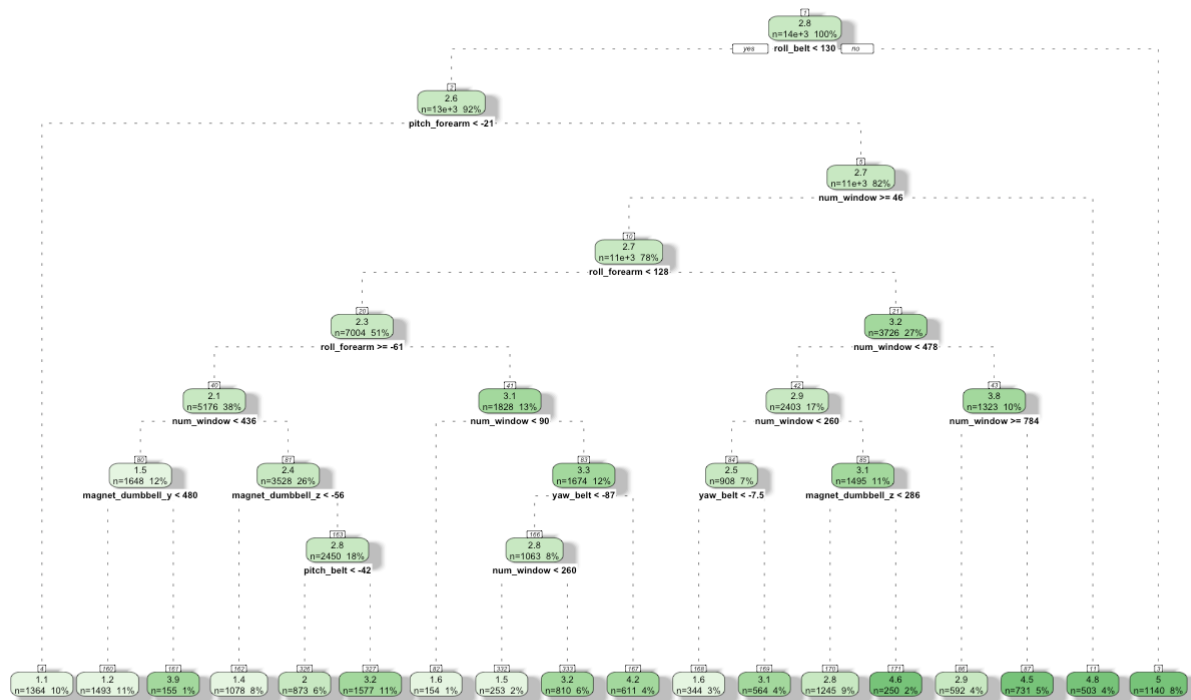 1
2.8
n=14e+3 100%
yes roll_belt < 130 no
2
2.6
n=13e+3 92%
pitch_forearm < -21
5
2.7
n=11e+3 82%
num_window >= 46
10
2.7
n=11e+3 78%
roll_forearm < 128
20 21
2.3 3.2
n=7004 51% n=3726 27%
roll_forearm >= -61 num_window < 478
40 41 42 43
2.1 3.1 2.9 3.8
n=5176 38% n=1828 13% n=2403 17% n=1323 10%
num_window < 436 num_window < 90 num_window < 260 num_window >= 784
80 81 83 84 85
1.5 2.4 3.3 2.5 3.1
n=1648 12% n=3528 26% n=1674 12% n=908 7% n=1495 11%
magnet_dumbbell_y < 480 magnet_dumbbell_z < -56 yaw_belt < -87 yaw_belt < -7.5 magnet_dumbbell_z < 286
163 166
2.8 2.8
n=2450 18% n=1063 8%
pitch_belt < -42 num_window < 260
4 160 161 162 326 327 82 332 333 167 168 169 170 171 86 87 11 3
1.1 1.2 3.9 1.4 2 3.2 1.6 1.5 3.2 4.2 1.6 3.1 2.8 4.6 2.9 4.5 4.8 5
n=1364 10% n=1493 11% n=155 1% n=1078 8% n=873 6% n=1577 11% n=154 1% n=253 2% n=810 6% n=611 4% n=344 3% n=564 4% n=1245 9% n=250 2% n=592 4% n=731 5% n=503 4% n=1140 8%